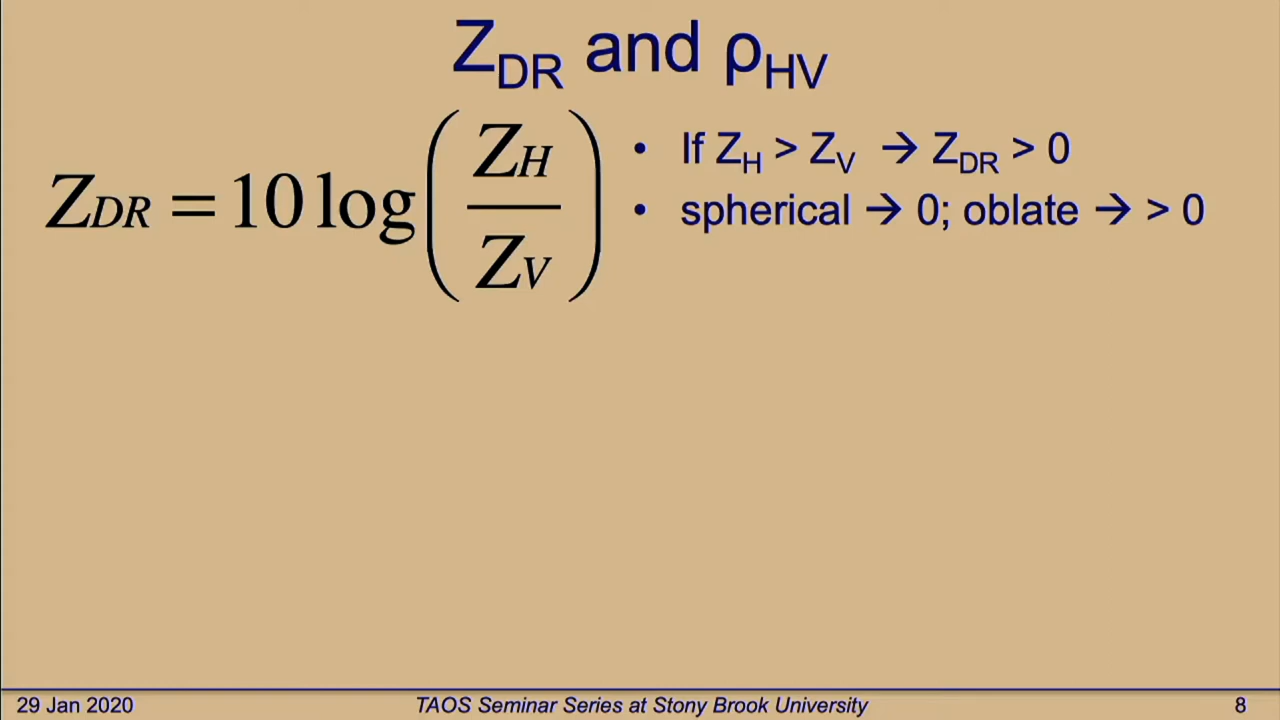 Z_DR and ρ_HV
Z_DR = 10 log(Z_H / Z_V)
• If Z_H > Z_V → Z_DR > 0
• spherical → 0; oblate → > 0
29 Jan 2020 TAOS Seminar Series at Stony Brook University 8